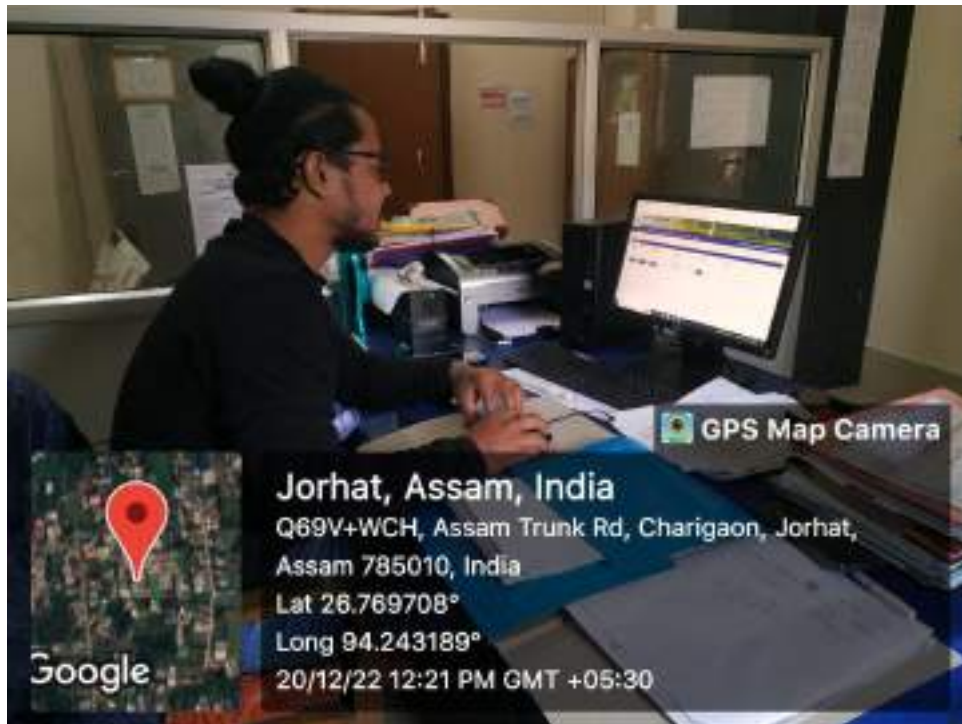 GPS Map Camera
Jorhat, Assam, India
Q69V+WCH, Assam Trunk Rd, Charigaon, Jorhat,
Assam 785010, India
Lat 26.769708°
Long 94.243189°
20/12/22 12:21 PM GMT +05:30
Google